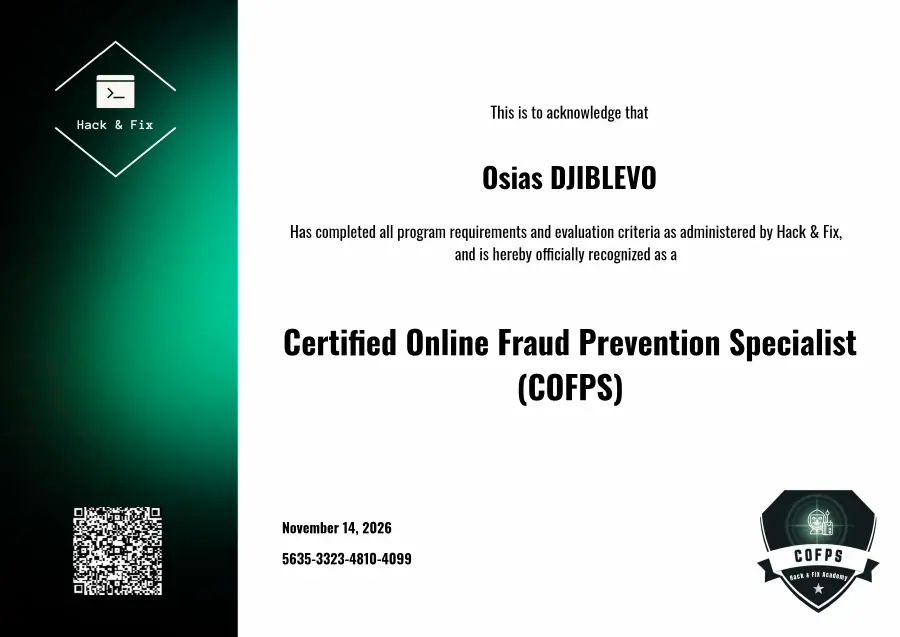 Hack & Fix
This is to acknowledge that
Osias DJIBLEVO
Has completed all program requirements and evaluation criteria as administered by Hack & Fix,
and is hereby officially recognized as a
Certified Online Fraud Prevention Specialist
(COFPS)
November 14, 2026
5635-3323-4810-4099
COFPS
Hack & Fix Academy